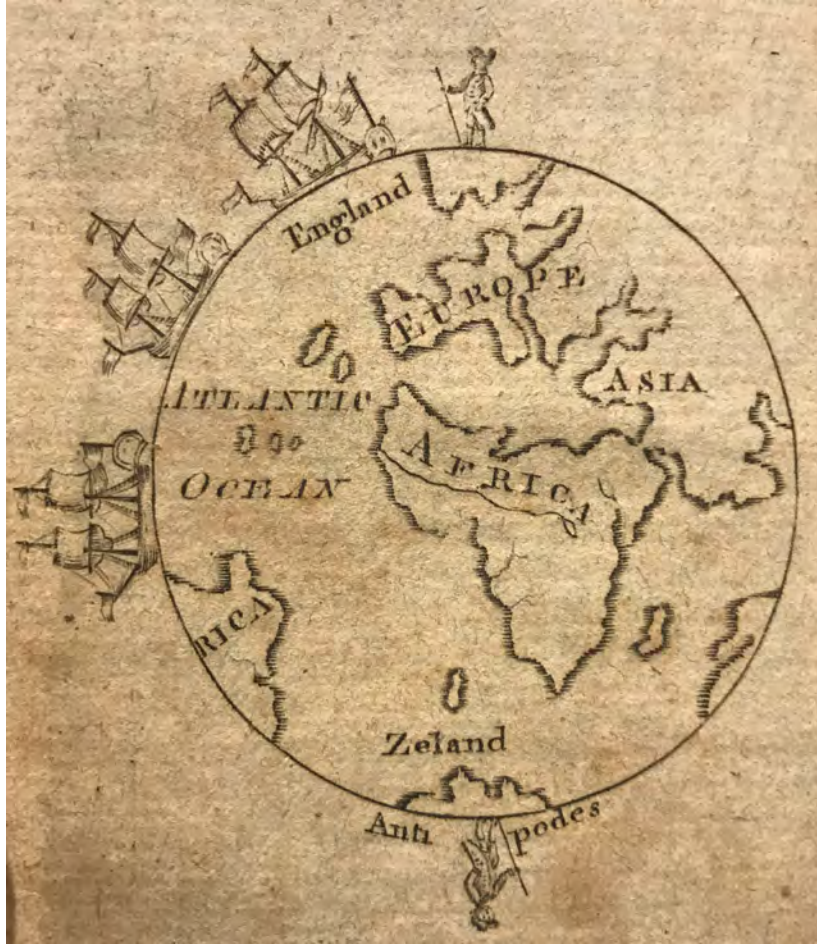 England
EUROPE
ASIA
ATLANTIC
OCEAN
AFRICA
RICA
Zeland
Anti podes